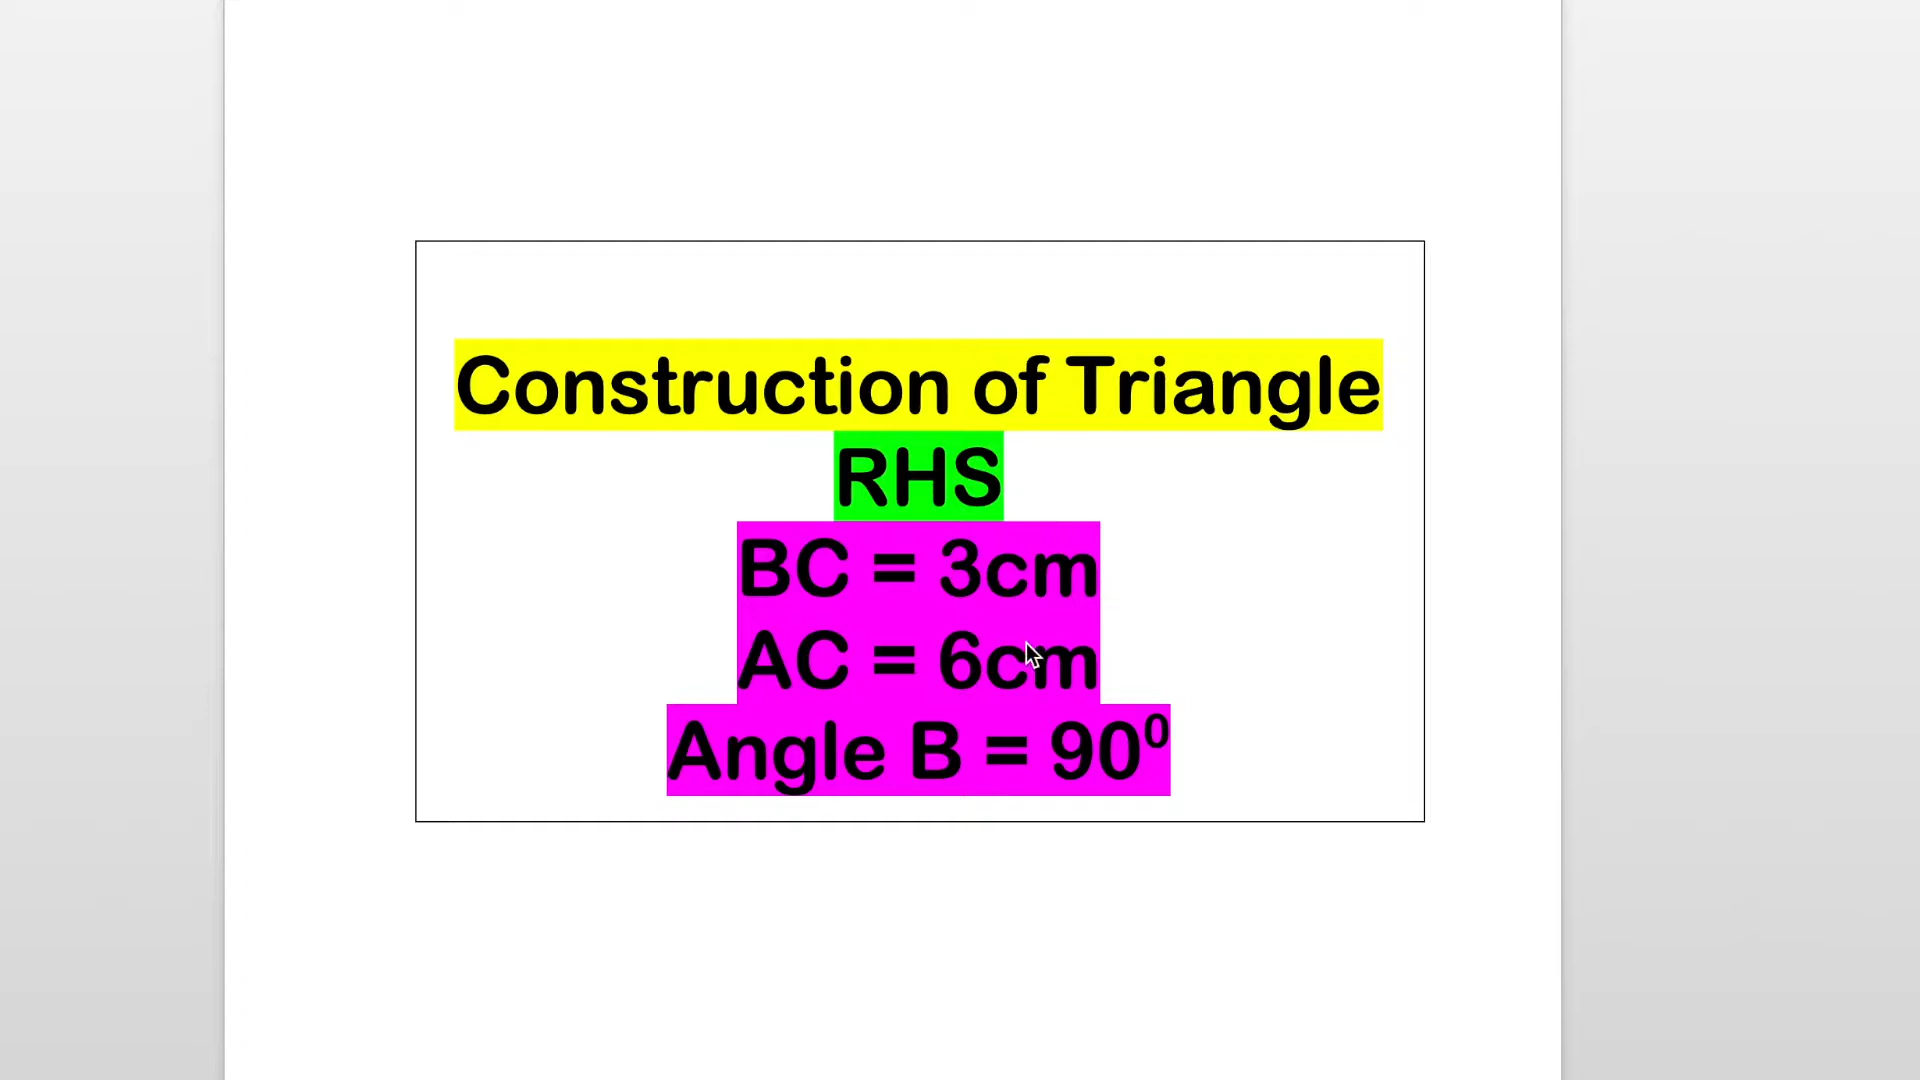 Construction of Triangle
RHS
BC = 3cm
AC = 6cm
Angle B = 90⁰